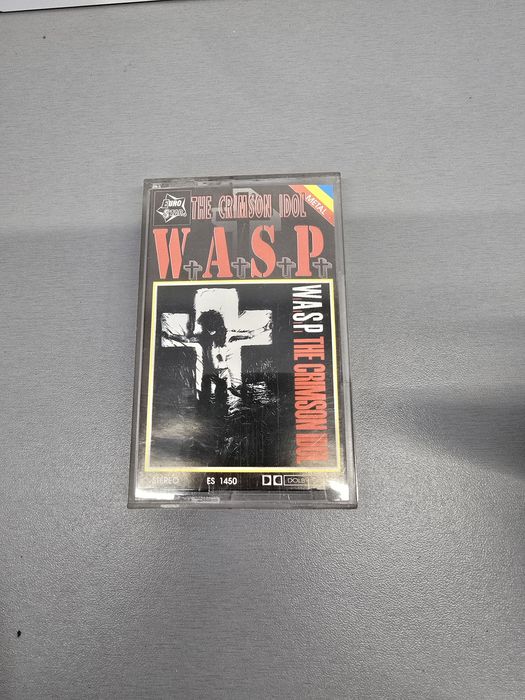 EURO
STAR
THE CRIMSON IDOL
METAL
W.A.S.P.
W.A.S.P. THE CRIMSON IDOL
STEREO
ES 1450
DOLBY